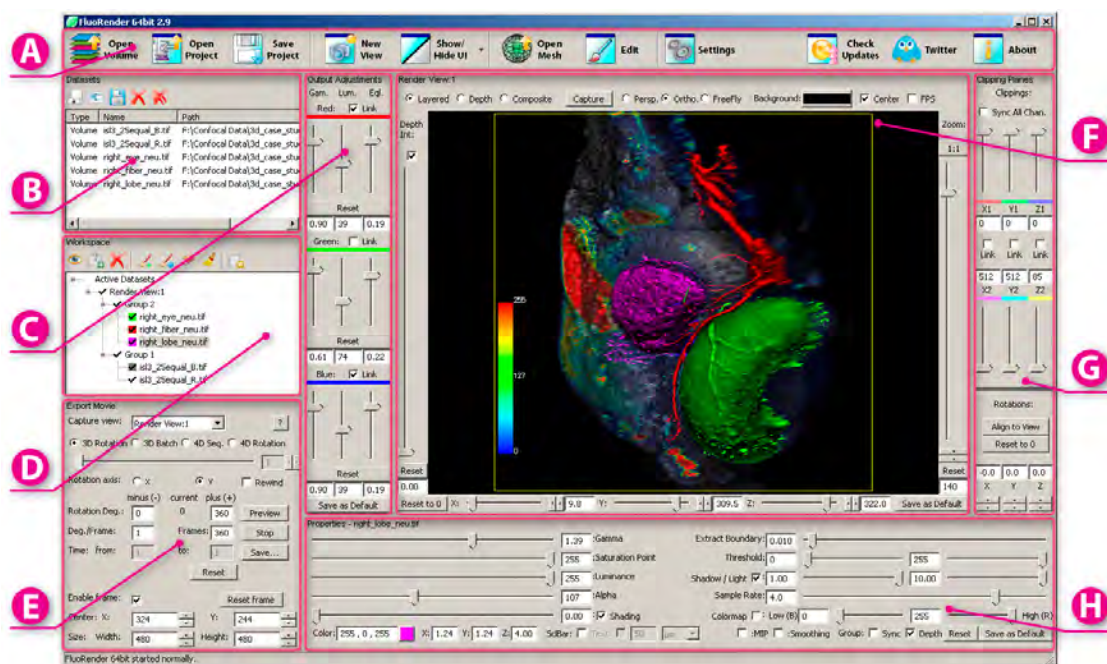 FluoRender 64bit 2.9
A
Open Volume
Open Project
Save Project
New View
Show/ Hide UI
Open Mesh
Edit
Settings
Check Updates
Twitter
About
Datasets
Type Name Path
Volume isl3_2Sequal_B.tif F:\Confocal Data\3d_case_stu
Volume isl3_2Sequal_R.tif F:\Confocal Data\3d_case_stu
Volume right_eye_neu.tif F:\Confocal Data\3d_case_stu
Volume right_fiber_neu.tif F:\Confocal Data\3d_case_stu
Volume right_lobe_neu.tif F:\Confocal Data\3d_case_stu
B
Workspace
Active Datasets
Render View:1
Group 2
right_eye_neu.tif
right_fiber_neu.tif
right_lobe_neu.tif
Group 1
isl3_2Sequal_B.tif
isl3_2Sequal_R.tif
C
D
Export Movie
Capture view: Render View:1 ?
3D Rotation 3D Batch 4D Seq. 4D Rotation
1
Rotation axis: X Y Rewind
minus (-) current plus (+)
Rotation Deg.: 0 0 360 Preview
Deg./Frame: 1 Frames: 360 Stop
Time: from: 1 to: Save...
Reset
Enable frame: Reset frame
Center: X: 324 Y: 244
Size: Width: 480 Height: 480
E
Output Adjustments
Gam. Lum. Eql.
Red: Link
Reset
0.90 39 0.19
Green: Link
Reset
0.61 74 0.22
Blue: Link
Reset
0.90 39 0.19
Save as Default
Render View:1
Layered Depth Composite Capture Persp. Ortho. FreeFly Background: Center FPS
Depth Int:
Zoom:
1:1
255
127
0
Reset
0.00
Reset
140
Reset to 0 X: 9.8 Y: 309.5 Z: 322.0 Save as Default
F
Clipping Planes
Clippings:
Sync All Chan.
X1 Y1 Z1
0 0 0
Link Link Link
512 512 85
X2 Y2 Z2
G
Rotations:
Align to View
Reset to 0
-0.0 0.0 0.0
X Y Z
Properties - right_lobe_neu.tif
1.39 :Gamma Extract Boundary: 0.010
255 :Saturation Point Threshold: 0 255
255 :Luminance Shadow / Light : 1.00 10.00
107 :Alpha Sample Rate: 4.0
0.00 : Shading Colormap : Low (B) 0 255 High (R)
Color: 255 , 0 , 255 X: 1.24 Y: 1.24 Z: 4.00 SclBar: Text 50 µm :MIP :Smoothing Group: Sync Depth Reset Save as Default
H
FluoRender 64bit started normally.